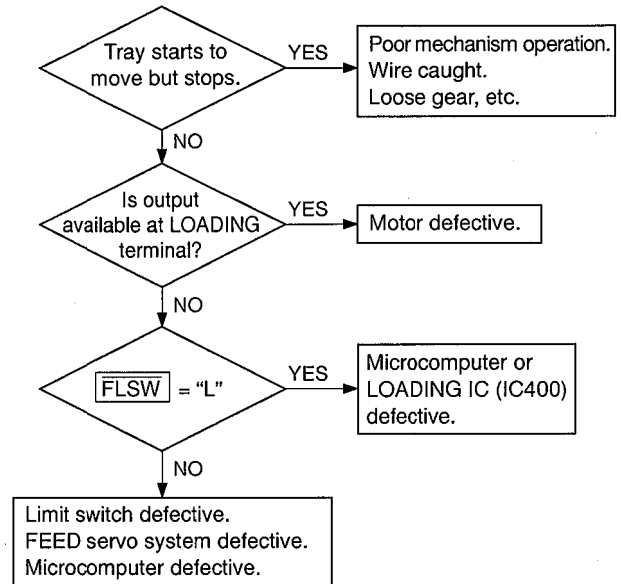 Tray starts to
move but stops.
YES
Poor mechanism operation.
Wire caught.
Loose gear, etc.
NO
Is output
available at LOADING
terminal?
YES
Motor defective.
NO
FLSW = “L”
YES
Microcomputer or
LOADING IC (IC400)
defective.
NO
Limit switch defective.
FEED servo system defective.
Microcomputer defective.